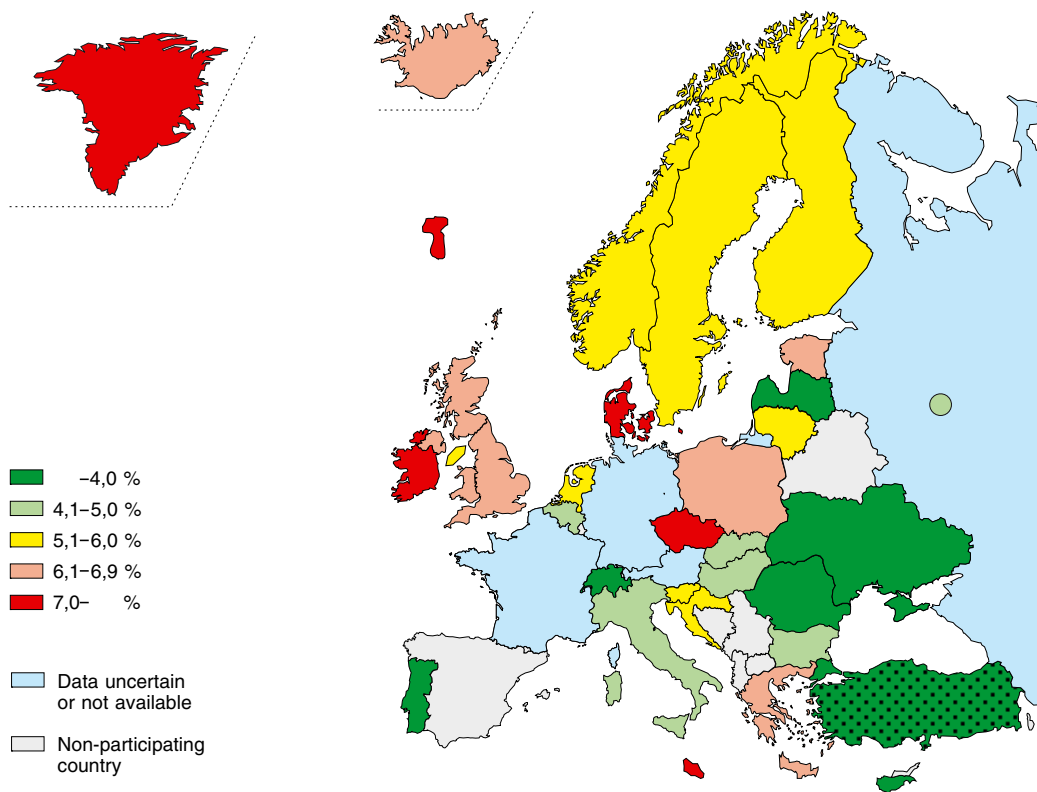 –4,0 %
4,1–5,0 %
5,1–6,0 %
6,1–6,9 %
7,0– %
Data uncertain
or not available
Non-participating
country